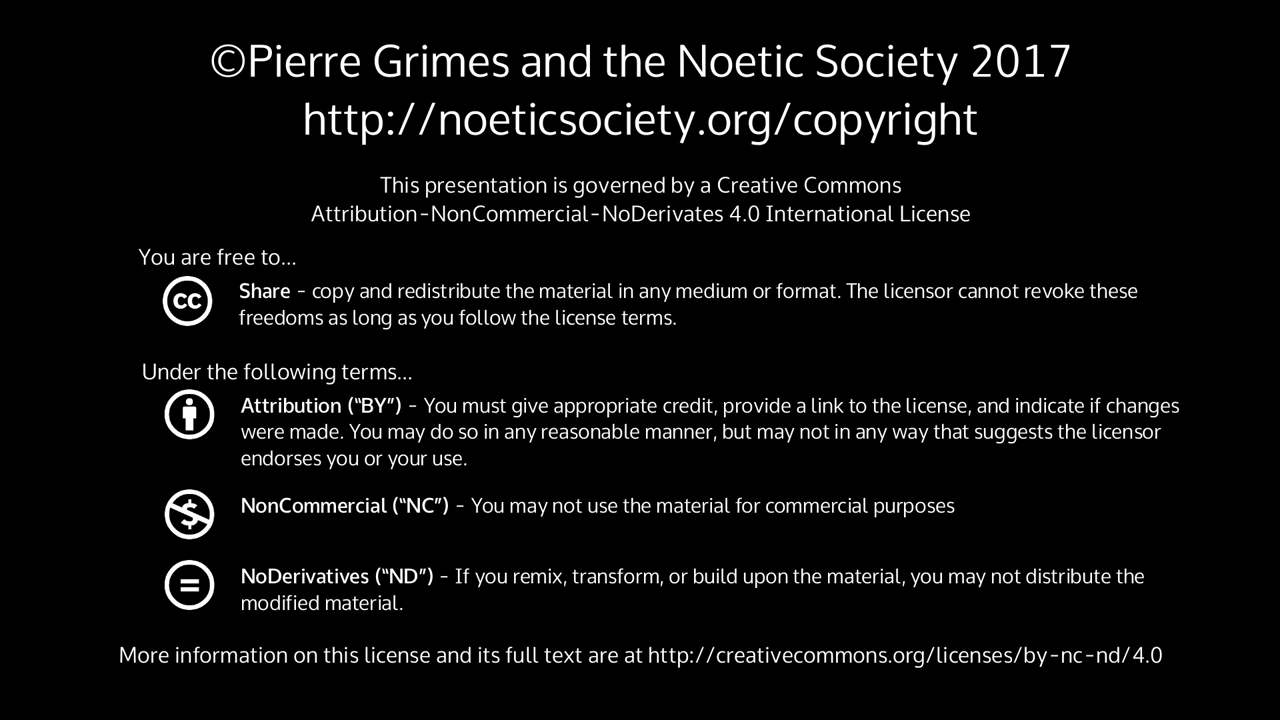 ©Pierre Grimes and the Noetic Society 2017
http://noeticsociety.org/copyright
This presentation is governed by a Creative Commons
Attribution-NonCommercial-NoDerivates 4.0 International License
You are free to...
cc
Share - copy and redistribute the material in any medium or format. The licensor cannot revoke these
freedoms as long as you follow the license terms.
Under the following terms...
Attribution (“BY”) - You must give appropriate credit, provide a link to the license, and indicate if changes
were made. You may do so in any reasonable manner, but may not in any way that suggests the licensor
endorses you or your use.
NonCommercial (“NC”) - You may not use the material for commercial purposes
NoDerivatives (“ND”) - If you remix, transform, or build upon the material, you may not distribute the
modified material.
More information on this license and its full text are at http://creativecommons.org/licenses/by-nc-nd/4.0